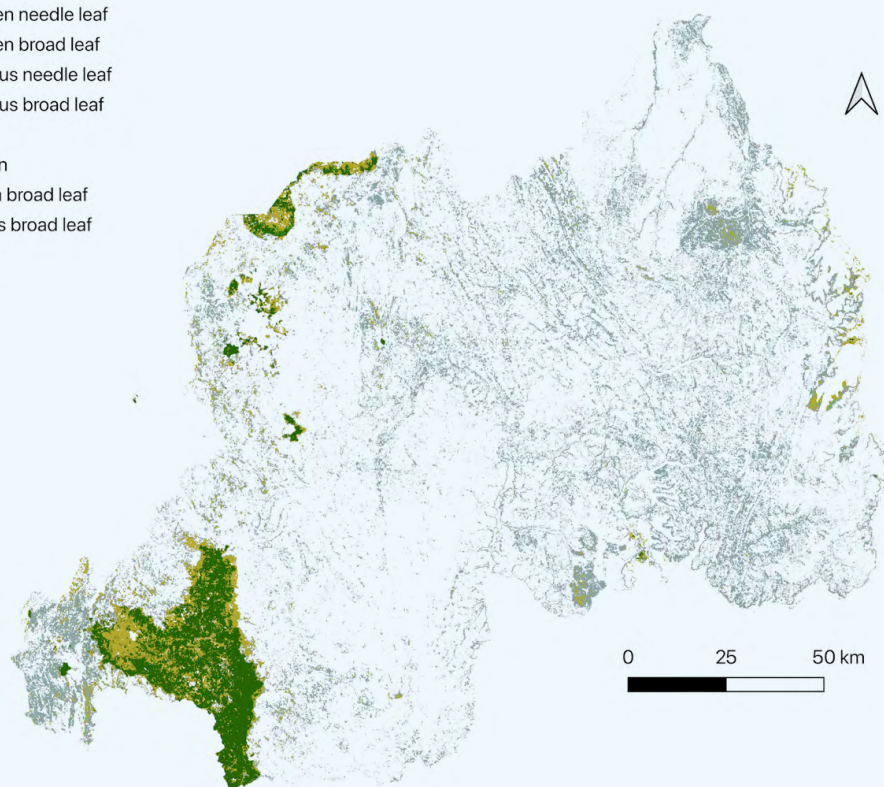 en needle leaf
en broad leaf
us needle leaf
us broad leaf
n
n broad leaf
s broad leaf
0 25 50 km